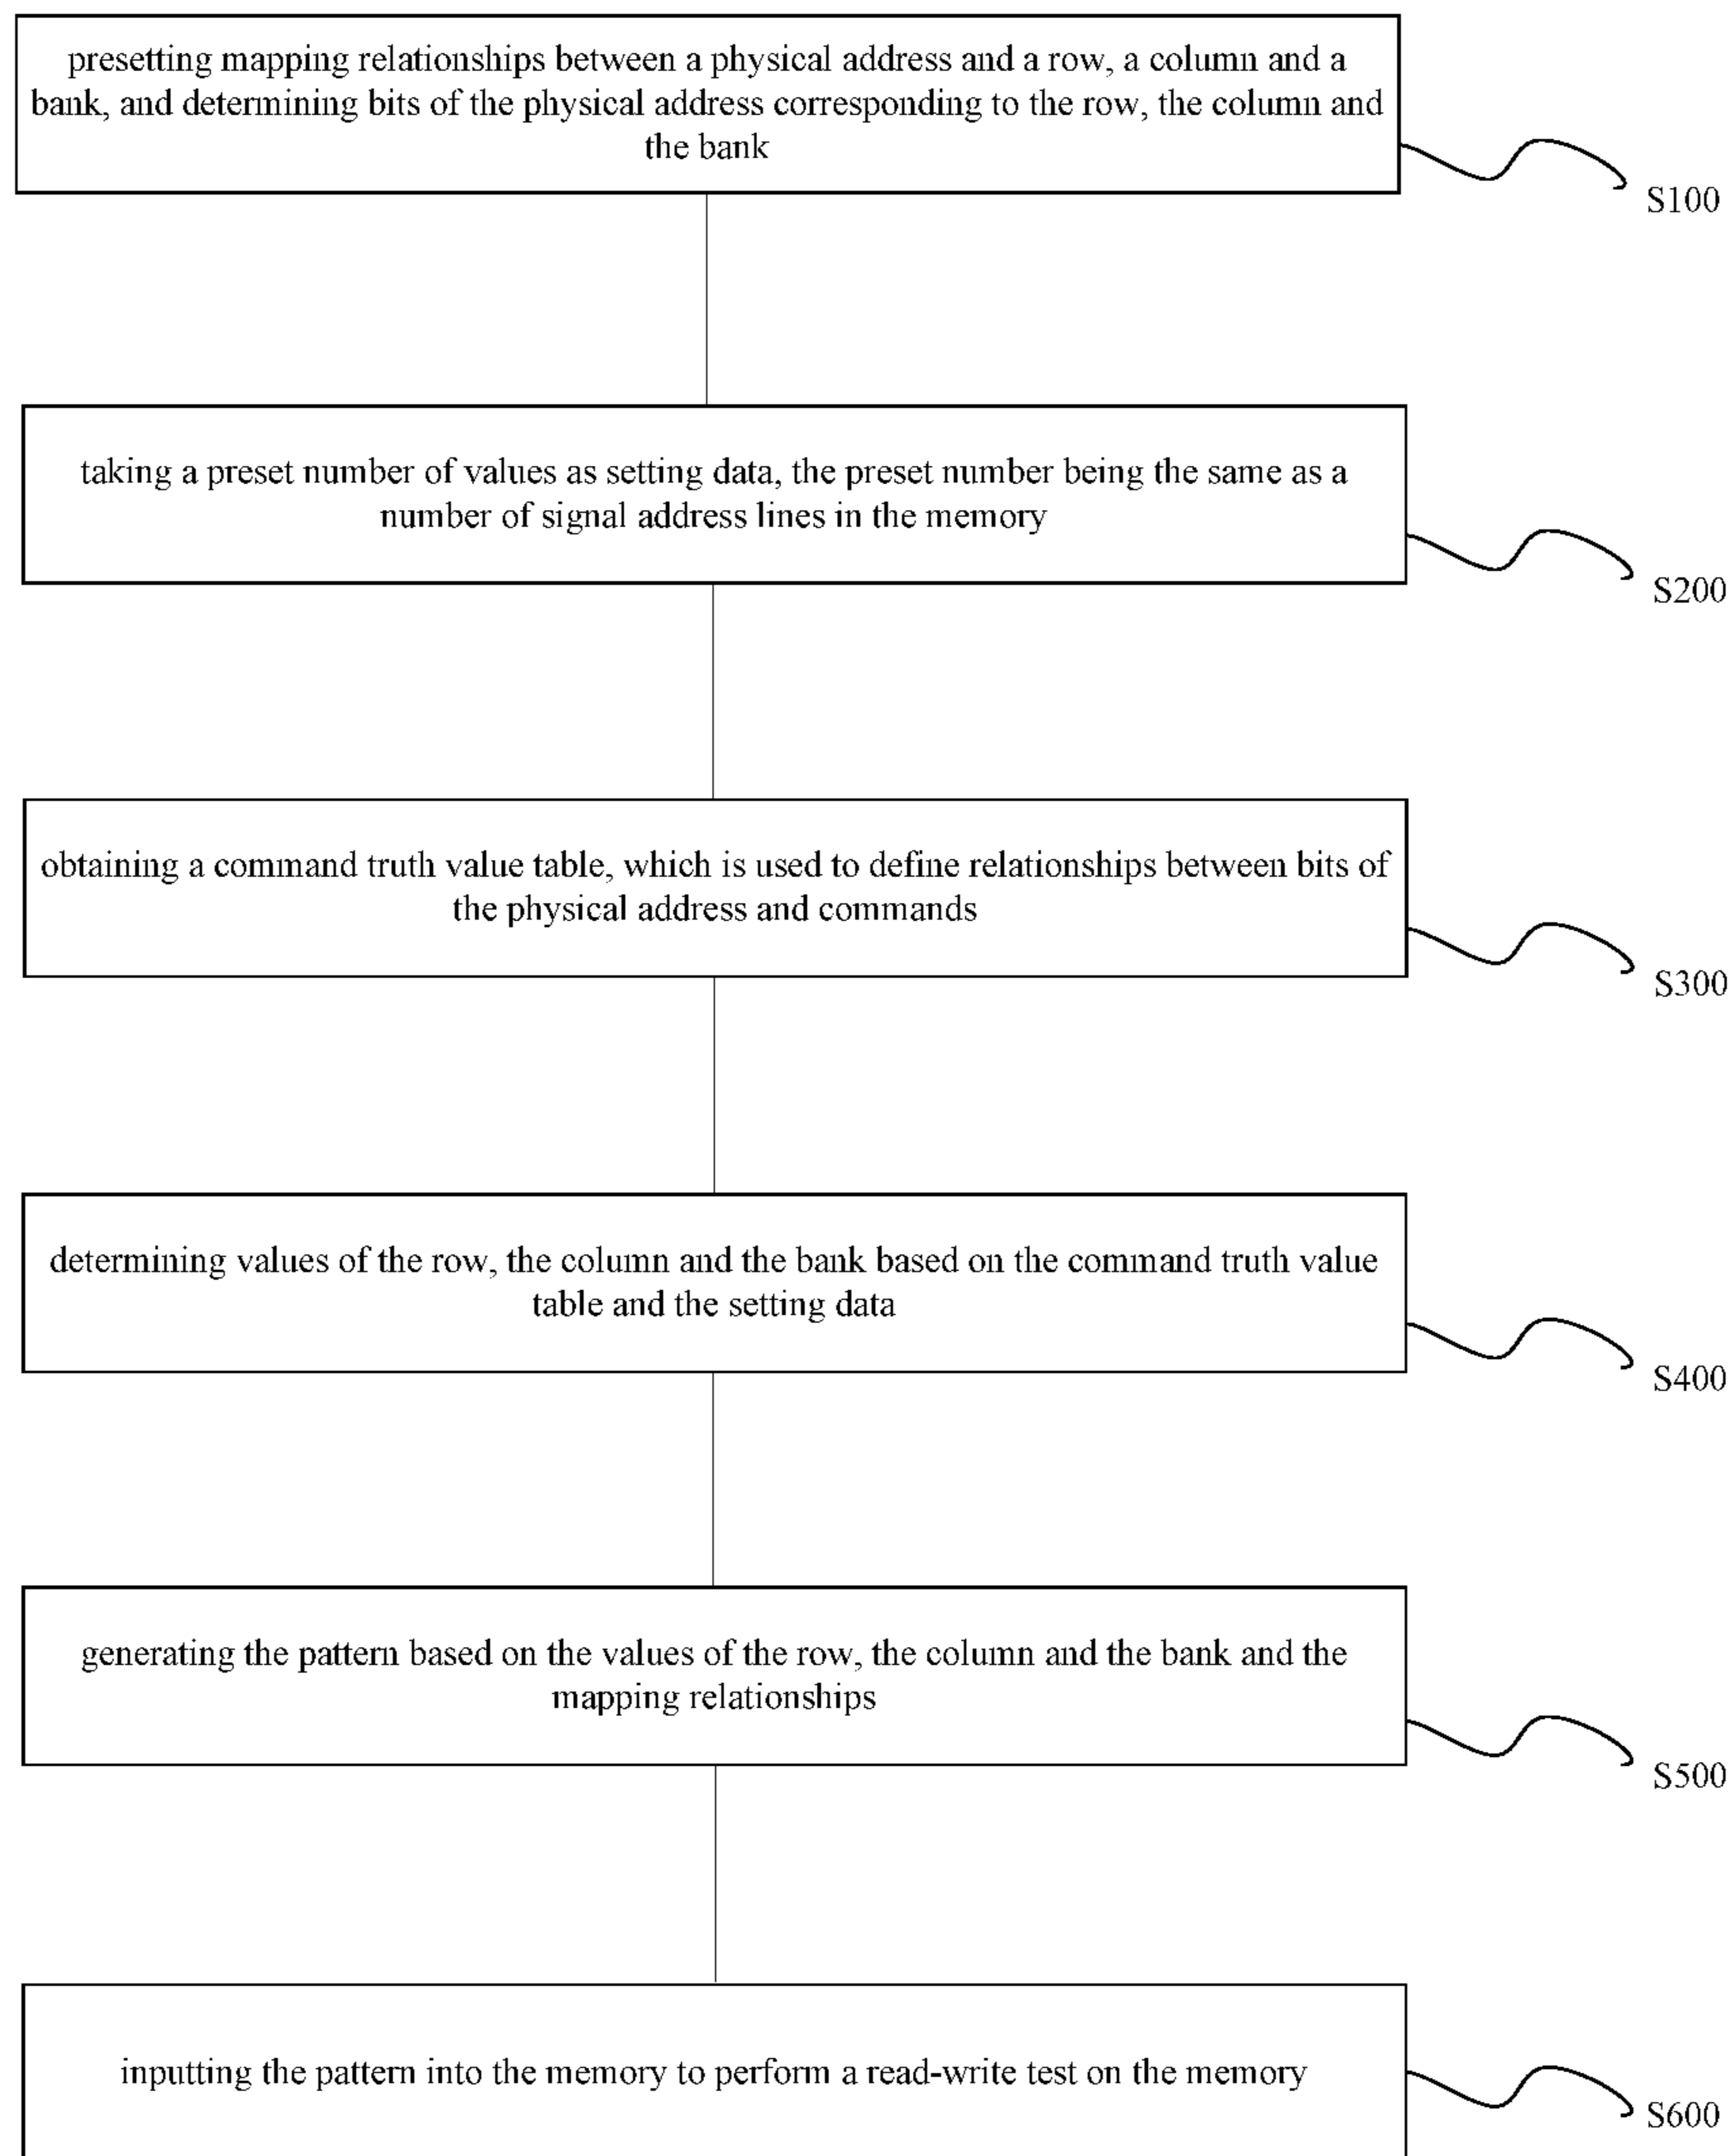 presetting mapping relationships between a physical address and a row, a column and a
bank, and determining bits of the physical address corresponding to the row, the column and
the bank
S100
taking a preset number of values as setting data, the preset number being the same as a
number of signal address lines in the memory
S200
obtaining a command truth value table, which is used to define relationships between bits of
the physical address and commands
S300
determining values of the row, the column and the bank based on the command truth value
table and the setting data
S400
generating the pattern based on the values of the row, the column and the bank and the
mapping relationships
S500
inputting the pattern into the memory to perform a read-write test on the memory
S600